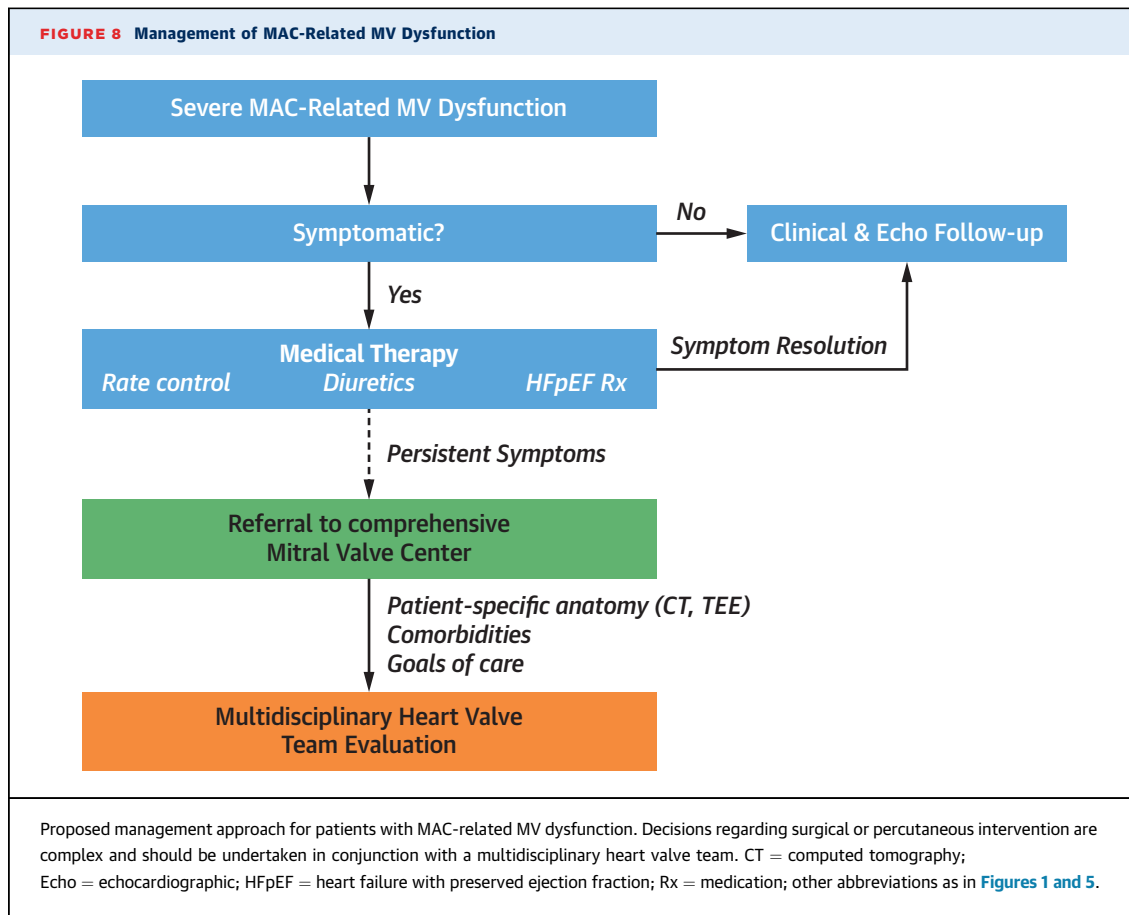 FIGURE 8 Management of MAC-Related MV Dysfunction
Severe MAC-Related MV Dysfunction
Symptomatic?
No
Clinical & Echo Follow-up
Yes
Medical Therapy
Rate control Diuretics HFpEF Rx
Symptom Resolution
Persistent Symptoms
Referral to comprehensive
Mitral Valve Center
Patient-specific anatomy (CT, TEE)
Comorbidities
Goals of care
Multidisciplinary Heart Valve
Team Evaluation
Proposed management approach for patients with MAC-related MV dysfunction. Decisions regarding surgical or percutaneous intervention are
complex and should be undertaken in conjunction with a multidisciplinary heart valve team. CT = computed tomography;
Echo = echocardiographic; HFpEF = heart failure with preserved ejection fraction; Rx = medication; other abbreviations as in Figures 1 and 5.